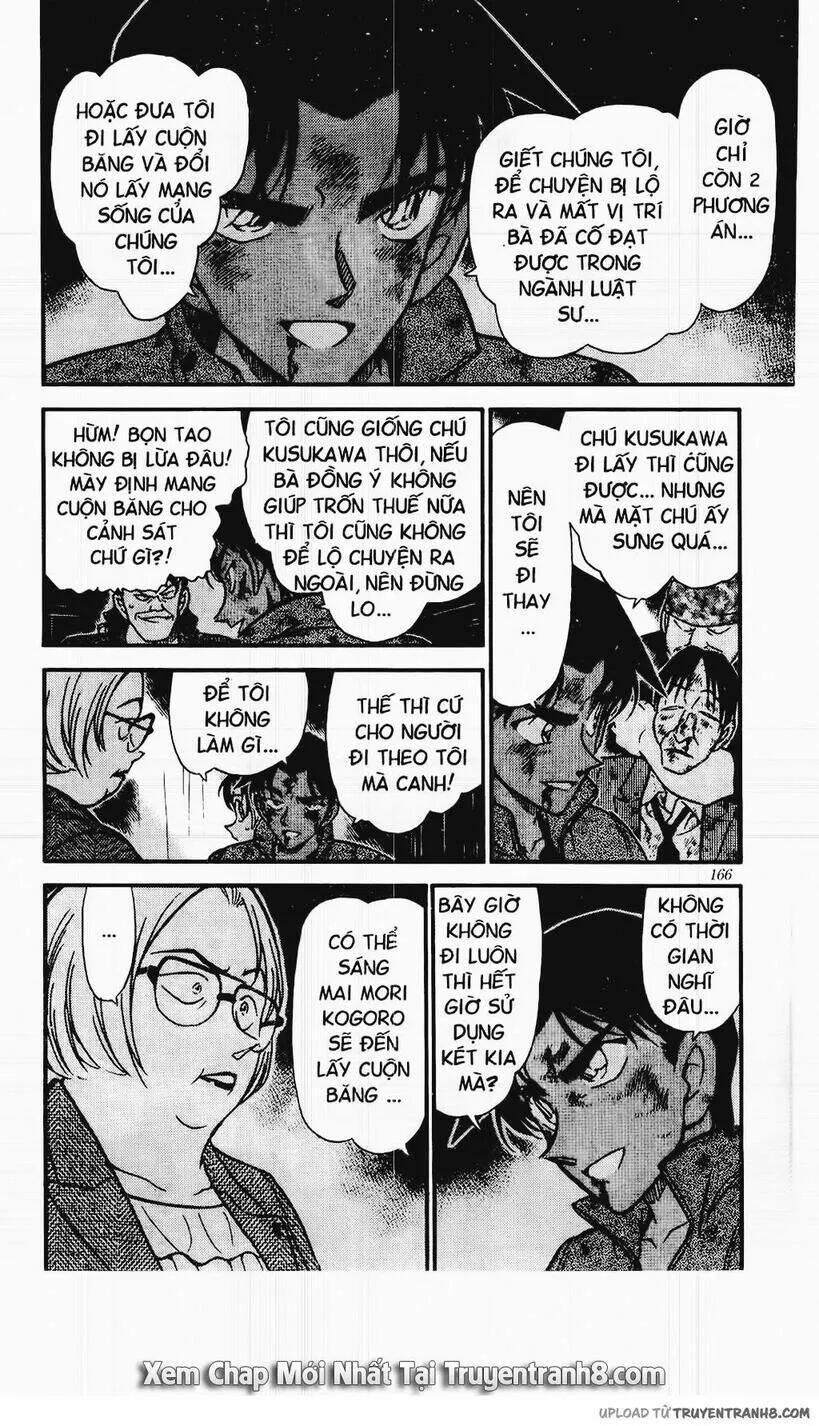 GIỜ
CHỈ
CÒN 2
PHƯƠNG
ÁN...
GIẾT CHÚNG TÔI,
ĐỂ CHUYỆN BỊ LỘ
RA VÀ MẤT VỊ TRÍ
BÀ ĐÃ CỐ ĐẠT
ĐƯỢC TRONG
NGÀNH LUẬT
SƯ...
HOẶC ĐƯA TÔI
ĐI LẤY CUỘN
BĂNG VÀ ĐỔI
NÓ LẤY MẠNG
SỐNG CỦA
CHÚNG
TÔI...
CHÚ KUSUKAWA
ĐI LẤY THÌ CŨNG
ĐƯỢC... NHƯNG
MÀ MẶT CHÚ ẤY
SƯNG QUÁ...
NÊN
TÔI
SẼ
ĐI
THAY
...
TÔI CŨNG GIỐNG CHÚ
KUSUKAWA THÔI, NẾU
BÀ ĐỒNG Ý KHÔNG
GIÚP TRỐN THUẾ NỮA
THÌ TÔI CŨNG KHÔNG
ĐỂ LỘ CHUYỆN RA
NGOÀI, NÊN ĐỪNG
LO...
HỪM! BỌN TAO
KHÔNG BỊ LỪA ĐÂU!
MÀY ĐỊNH MANG
CUỘN BĂNG CHO
CẢNH SÁT
CHỨ GÌ?!
THẾ THÌ CỨ
CHO NGƯỜI
ĐI THEO TÔI
MÀ CANH!
ĐỂ TÔI
KHÔNG
LÀM GÌ...
166
KHÔNG
CÓ THỜI
GIAN
NGHĨ
ĐÂU...
BÂY GIỜ
KHÔNG
ĐI LUÔN
THÌ HẾT
GIỜ SỬ
DỤNG
KÉT KIA
MÀ?
CÓ THỂ
SÁNG
MAI MORI
KOGORO
SẼ ĐẾN
LẤY CUỘN
BĂNG ...
...
Xem Chap Mới Nhất Tại Truyentranh8.com
UPLOAD TỪ TRUYENTRANH8.COM